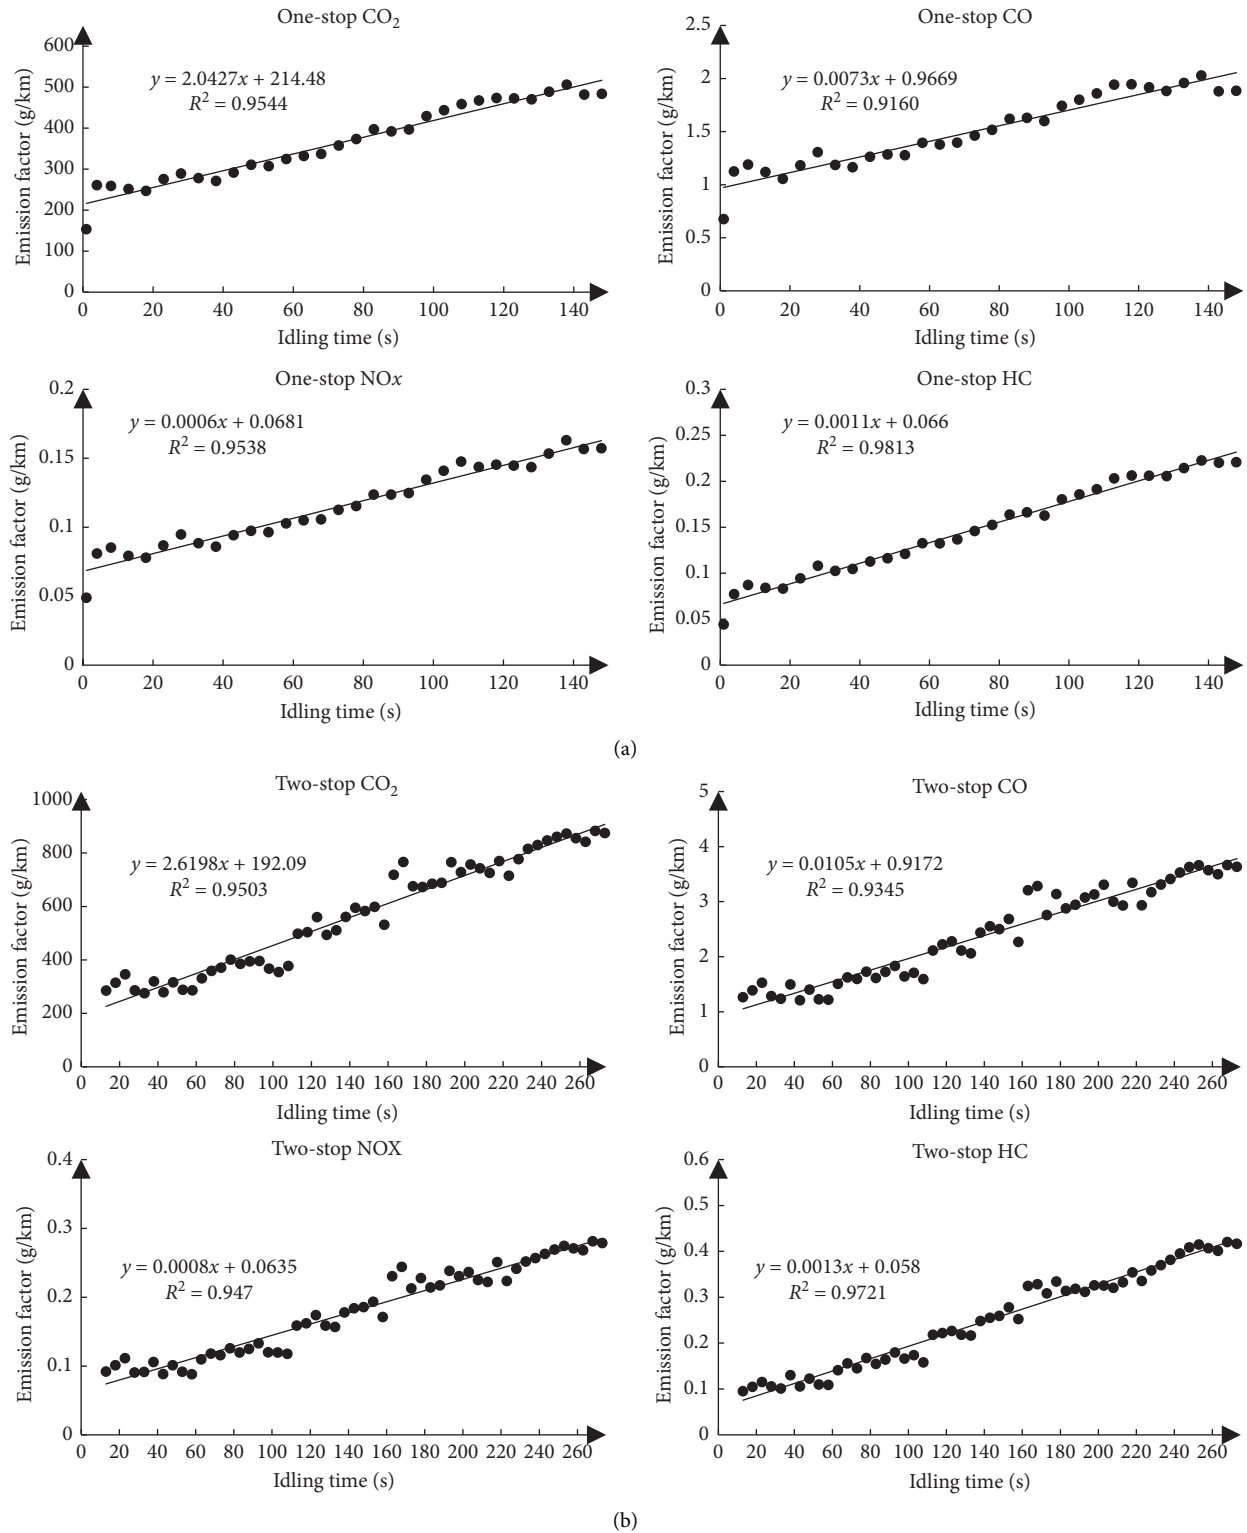 One-stop CO₂
600
500
400
300
200
100
0
Emission factor (g/km)
y = 2.0427x + 214.48
R² = 0.9544
0 20 40 60 80 100 120 140
Idling time (s)
One-stop CO
2.5
2
1.5
1
0.5
0
Emission factor (g/km)
y = 0.0073x + 0.9669
R² = 0.9160
0 20 40 60 80 100 120 140
Idling time (s)
One-stop NOx
0.2
0.15
0.1
0.05
0
Emission factor (g/km)
y = 0.0006x + 0.0681
R² = 0.9538
0 20 40 60 80 100 120 140
Idling time (s)
One-stop HC
0.3
0.25
0.2
0.15
0.1
0.05
0
Emission factor (g/km)
y = 0.0011x + 0.066
R² = 0.9813
0 20 40 60 80 100 120 140
Idling time (s)
(a)
Two-stop CO₂
1000
800
600
400
200
0
Emission factor (g/km)
y = 2.6198x + 192.09
R² = 0.9503
0 20 40 60 80 100 120 140 160 180 200 220 240 260
Idling time (s)
Two-stop CO
5
4
3
2
1
0
Emission factor (g/km)
y = 0.0105x + 0.9172
R² = 0.9345
0 20 40 60 80 100 120 140 160 180 200 220 240 260
Idling time (s)
Two-stop NOX
0.4
0.3
0.2
0.1
0
Emission factor (g/km)
y = 0.0008x + 0.0635
R² = 0.947
0 20 40 60 80 100 120 140 160 180 200 220 240 260
Idling time (s)
Two-stop HC
0.6
0.5
0.4
0.3
0.2
0.1
0
Emission factor (g/km)
y = 0.0013x + 0.058
R² = 0.9721
0 20 40 60 80 100 120 140 160 180 200 220 240 260
Idling time (s)
(b)